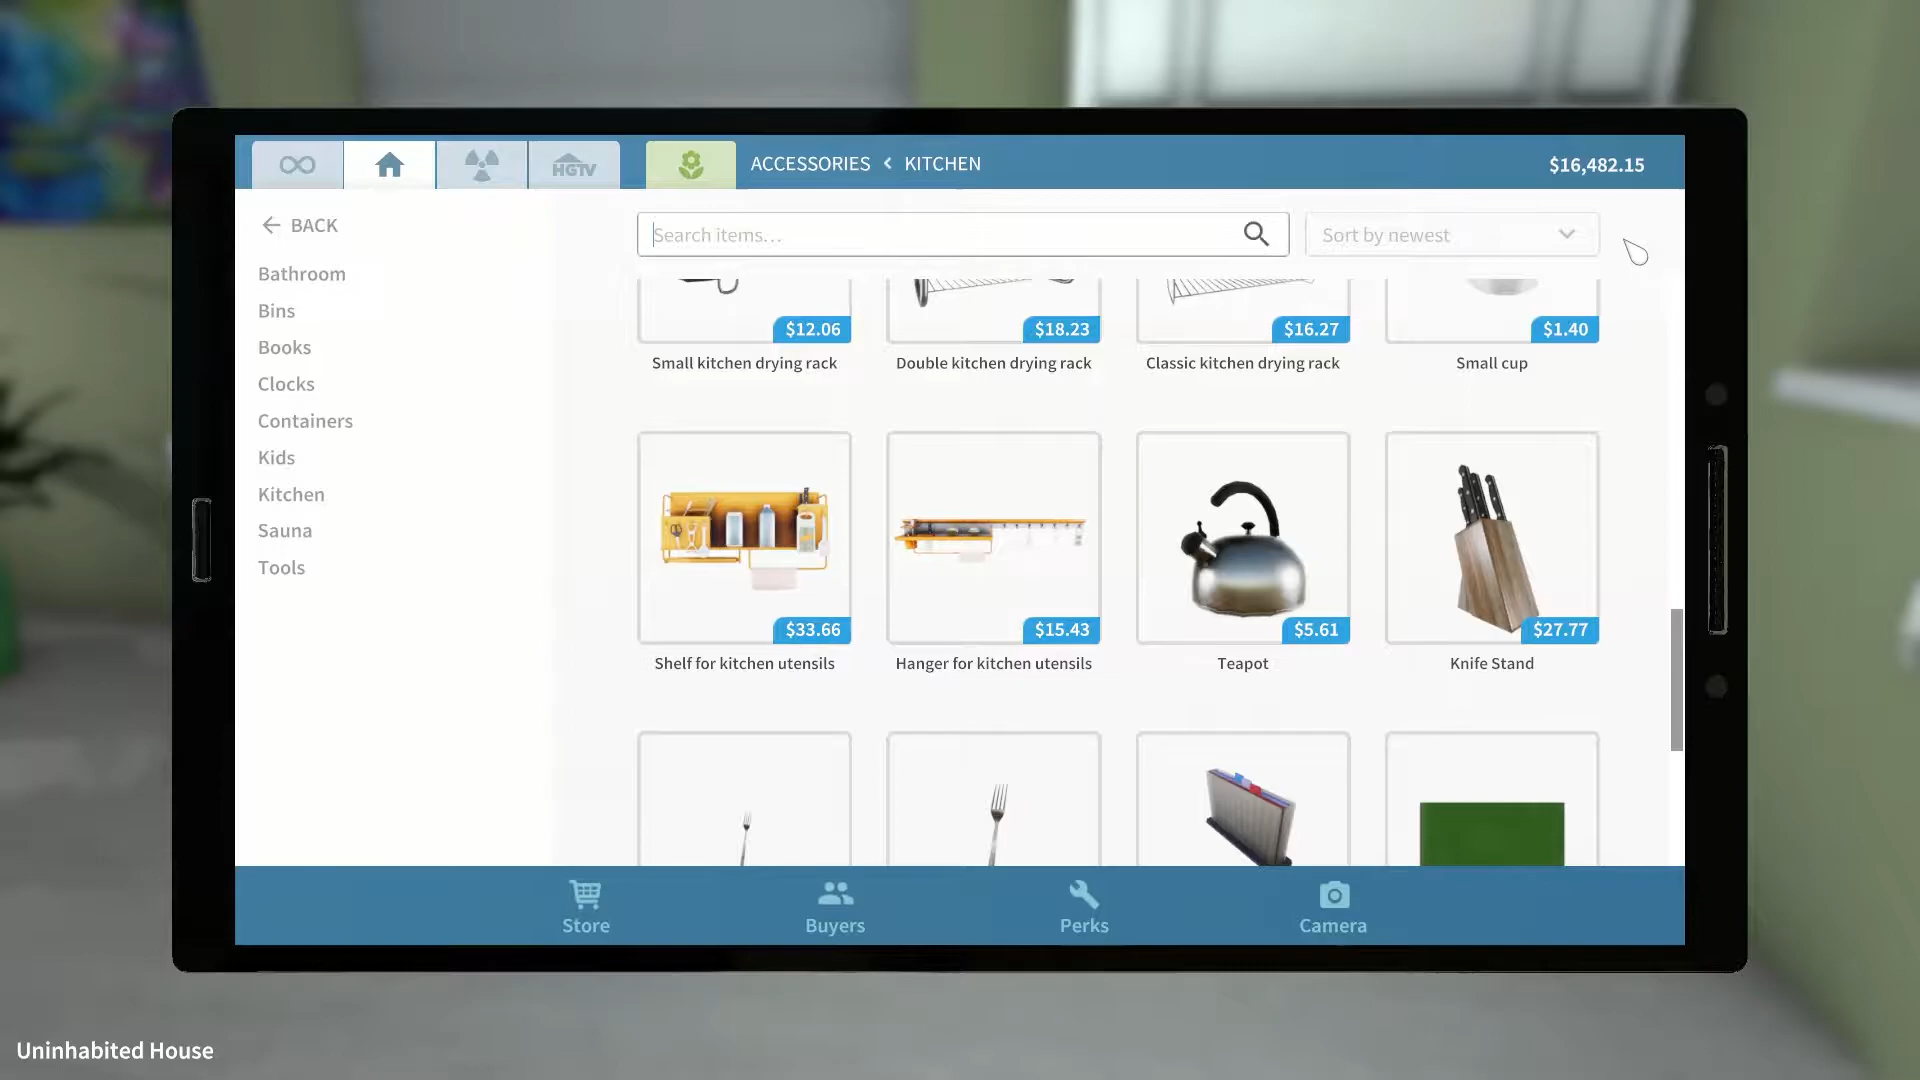 HGTV
ACCESSORIES < KITCHEN
$16,482.15
BACK
Search items...
Sort by newest
Bathroom
Bins
Books
Clocks
Containers
Kids
Kitchen
Sauna
Tools
$12.06
$18.23
$16.27
$1.40
Small kitchen drying rack
Double kitchen drying rack
Classic kitchen drying rack
Small cup
$33.66
$15.43
$5.61
$27.77
Shelf for kitchen utensils
Hanger for kitchen utensils
Teapot
Knife Stand
Store
Buyers
Perks
Camera
Uninhabited House